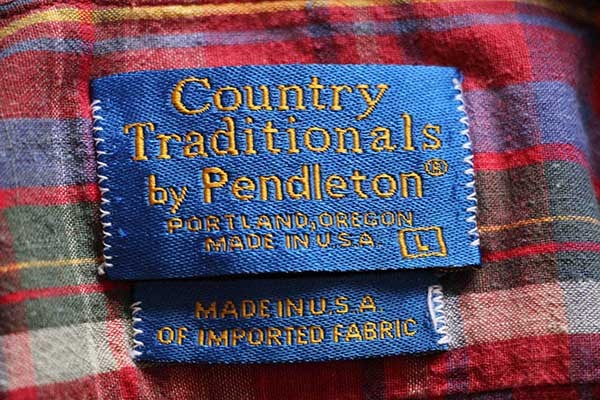 Country
Traditionals
by Pendleton®
PORTLAND, OREGON
MADE IN U.S.A. L
MADE IN U.S.A.
OF IMPORTED FABRIC